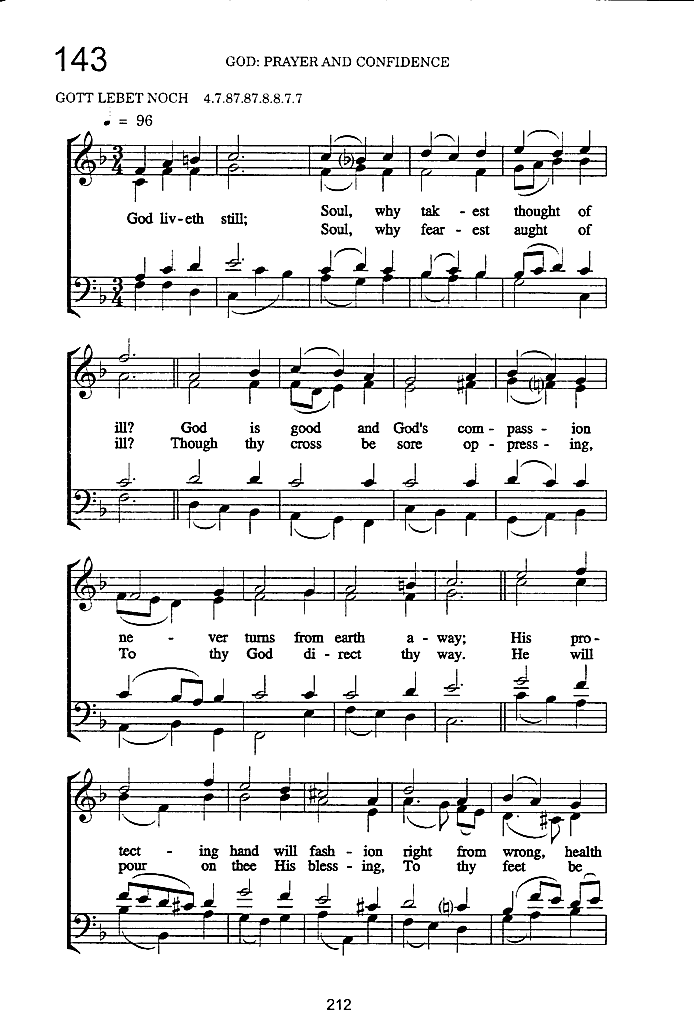 143
GOD: PRAYER AND CONFIDENCE
GOTT LEBET NOCH 4.7.87.87.8.8.7.7
= 96
God liv-eth still; Soul, why tak - est thought of
Soul, why fear - est aught of
ill? God is good and God's com - pass - ion
ill? Though thy cross be sore op - press - ing,
ne - ver turns from earth a - way; His pro-
To thy God di - rect thy way. He will
tect - ing hand will fash - ion right from wrong, health
pour on thee His bless - ing, To thy feet be
212